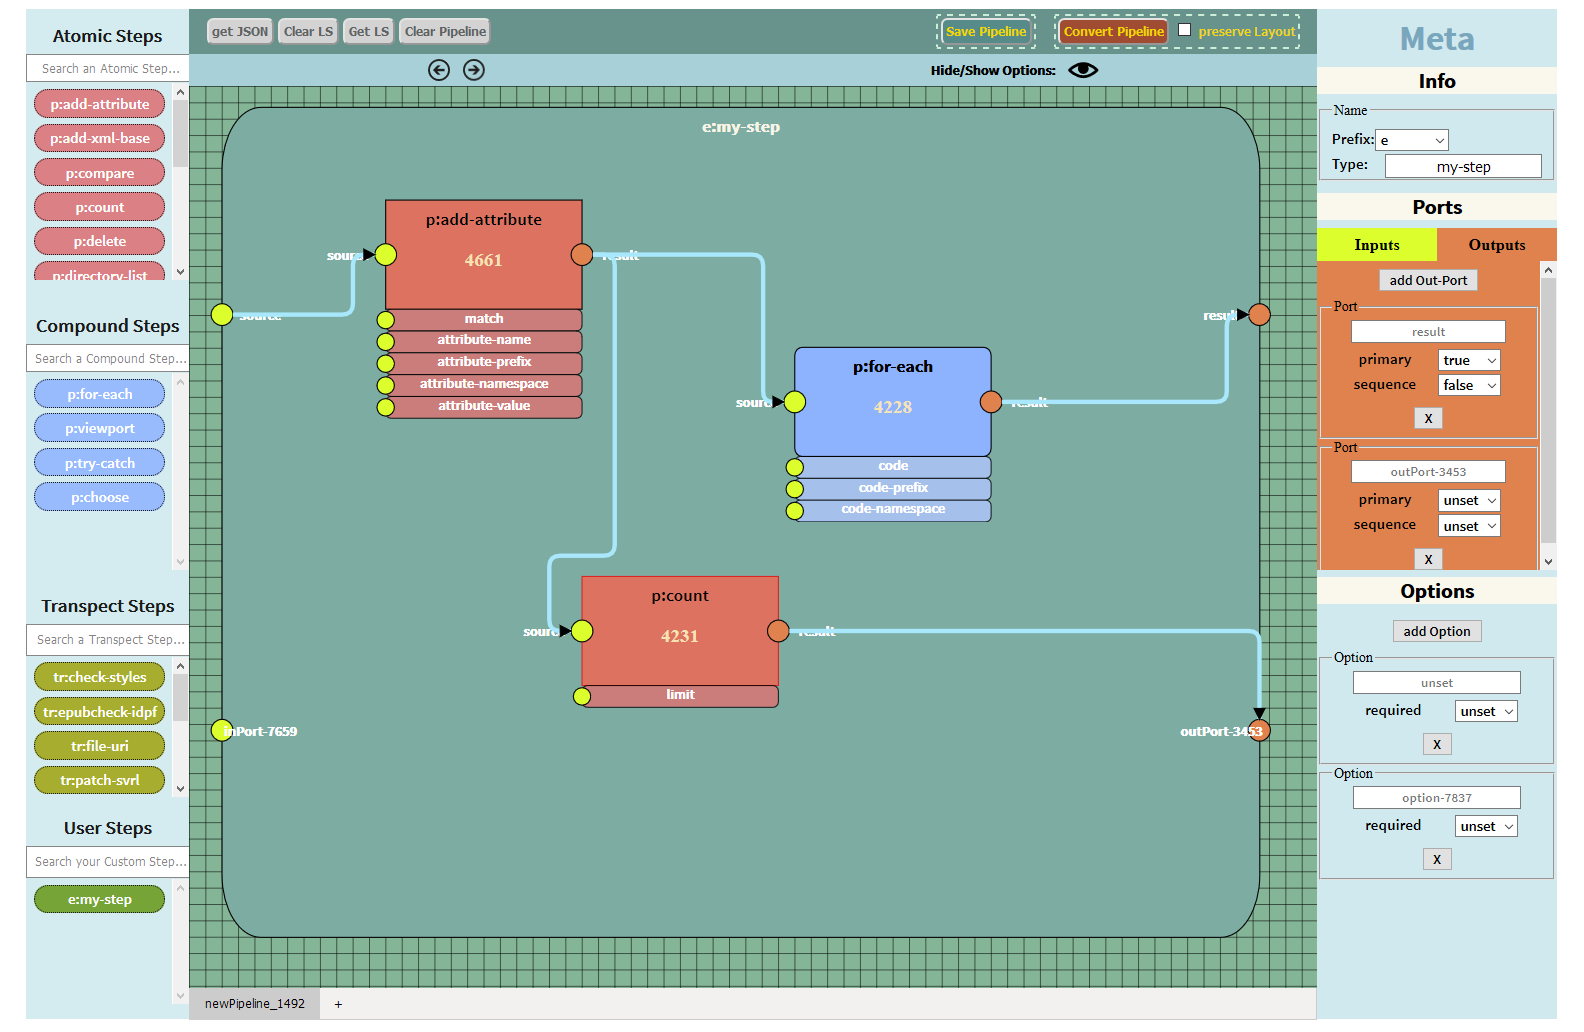 Atomic Steps
Search an Atomic Step...
p:add-attribute
p:add-xml-base
p:compare
p:count
p:delete
p:directory-list
Compound Steps
Search a Compound Step...
p:for-each
p:viewport
p:try-catch
p:choose
Transpect Steps
Search a Transpect Step...
tr:check-styles
tr:epubcheck-idpf
tr:file-uri
tr:patch-svrl
User Steps
Search your Custom Step...
e:my-step
get JSON
Clear LS
Get LS
Clear Pipeline
Save Pipeline
Convert Pipeline
preserve Layout
Hide/Show Options:
e:my-step
p:add-attribute
4661
source
result
source
match
attribute-name
attribute-prefix
attribute-namespace
attribute-value
result
p:for-each
4228
source
result
code
code-prefix
code-namespace
p:count
4231
source
result
limit
inPort-7659
outPort-3453
newPipeline_1492
+
Meta
Info
Name
Prefix: e
Type: my-step
Ports
Inputs
Outputs
add Out-Port
Port
result
primary true
sequence false
X
Port
outPort-3453
primary unset
sequence unset
X
Options
add Option
Option
unset
required unset
X
Option
option-7837
required unset
X